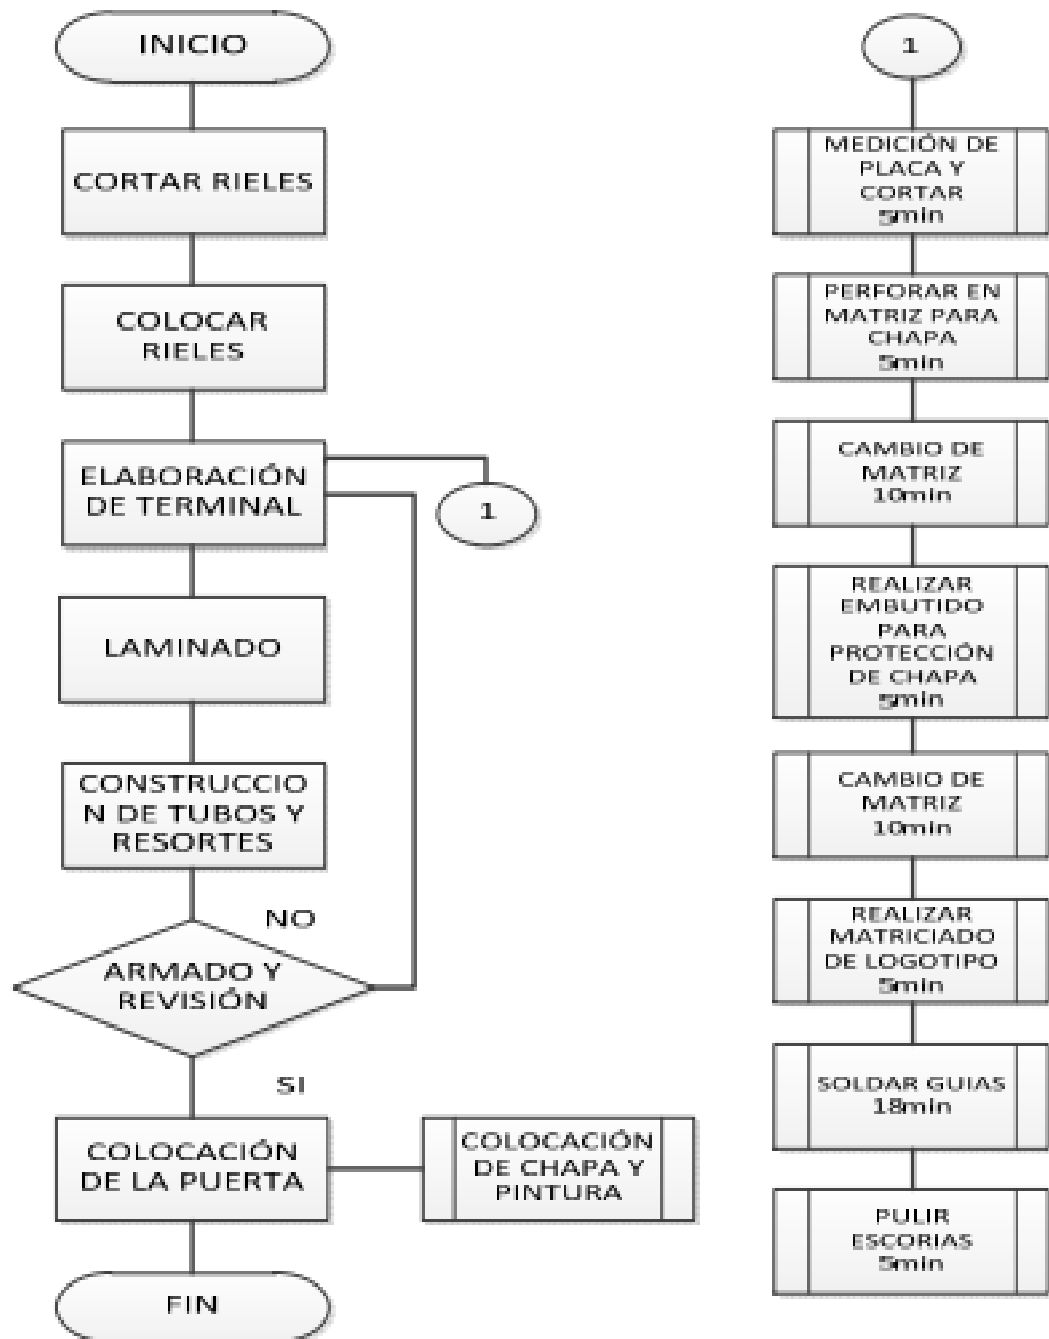 INICIO
CORTAR RIELES
COLOCAR
RIELES
ELABORACIÓN
DE TERMINAL
1
LAMINADO
CONSTRUCCIO
N DE TUBOS Y
RESORTES
NO
ARMADO Y
REVISIÓN
SI
COLOCACIÓN
DE LA PUERTA
COLOCACIÓN
DE CHAPA Y
PINTURA
FIN
1
MEDICIÓN DE
PLACA Y
CORTAR
5min
PERFORAR EN
MATRIZ PARA
CHAPA
5min
CAMBIO DE
MATRIZ
10min
REALIZAR
EMBUTIDO
PARA
PROTECCIÓN
DE CHAPA
5min
CAMBIO DE
MATRIZ
10min
REALIZAR
MATRICIADO
DE LOGOTIPO
5min
SOLDAR GUIAS
18min
PULIR
ESCORIAS
5min